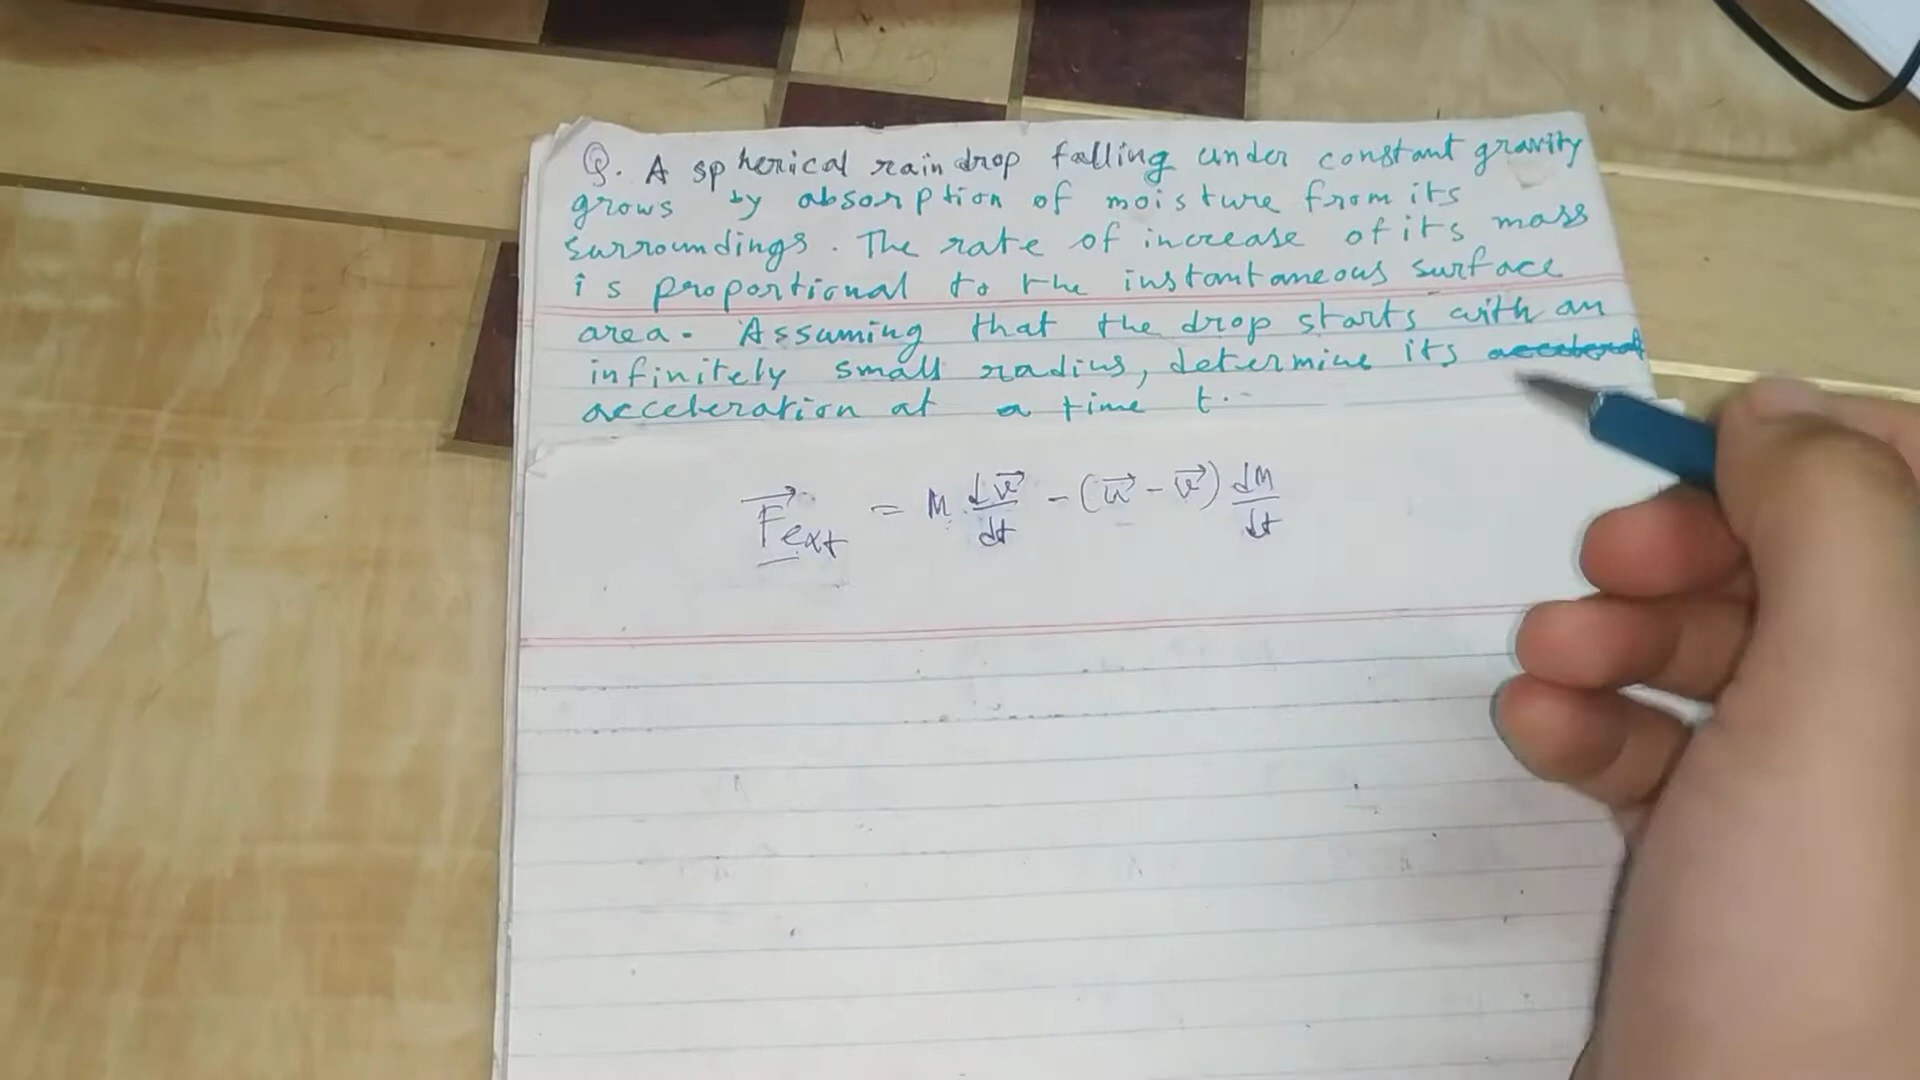 Q. A spherical rain drop falling under constant gravity
grows by absorption of moisture from its
surroundings. The rate of increase of its mass
is proportional to the instantaneous surface
area. Assuming that the drop starts with an
infinitely small radius, determine its
acceleration at a time t.
F⃗ext = M dv⃗/dt - (u⃗ - v⃗) dM/dt